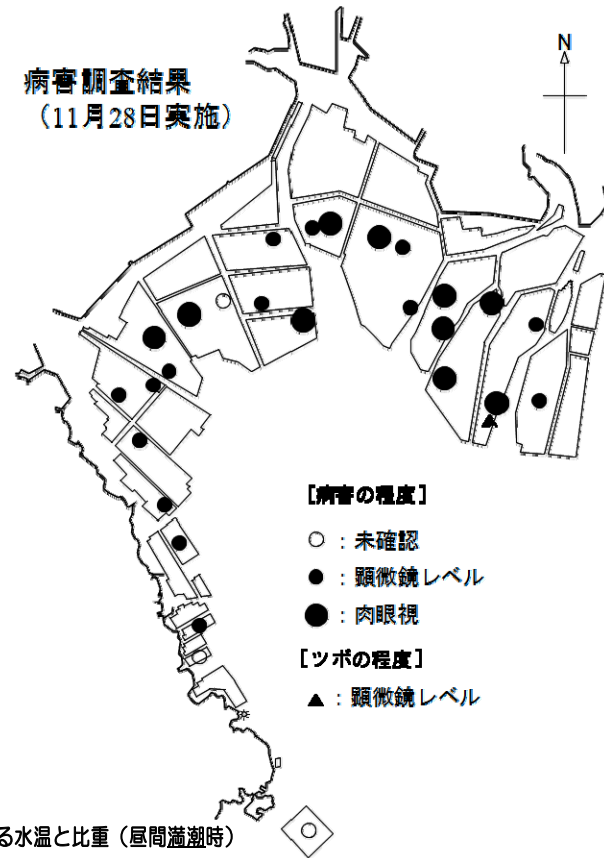 病害調査結果
（11月28日実施）
N
[病害の程度]
○ ：未確認
● ：顕微鏡レベル
● ：肉眼視
[ツボの程度]
▲ ：顕微鏡レベル
る水温と比重（昼間満潮時）